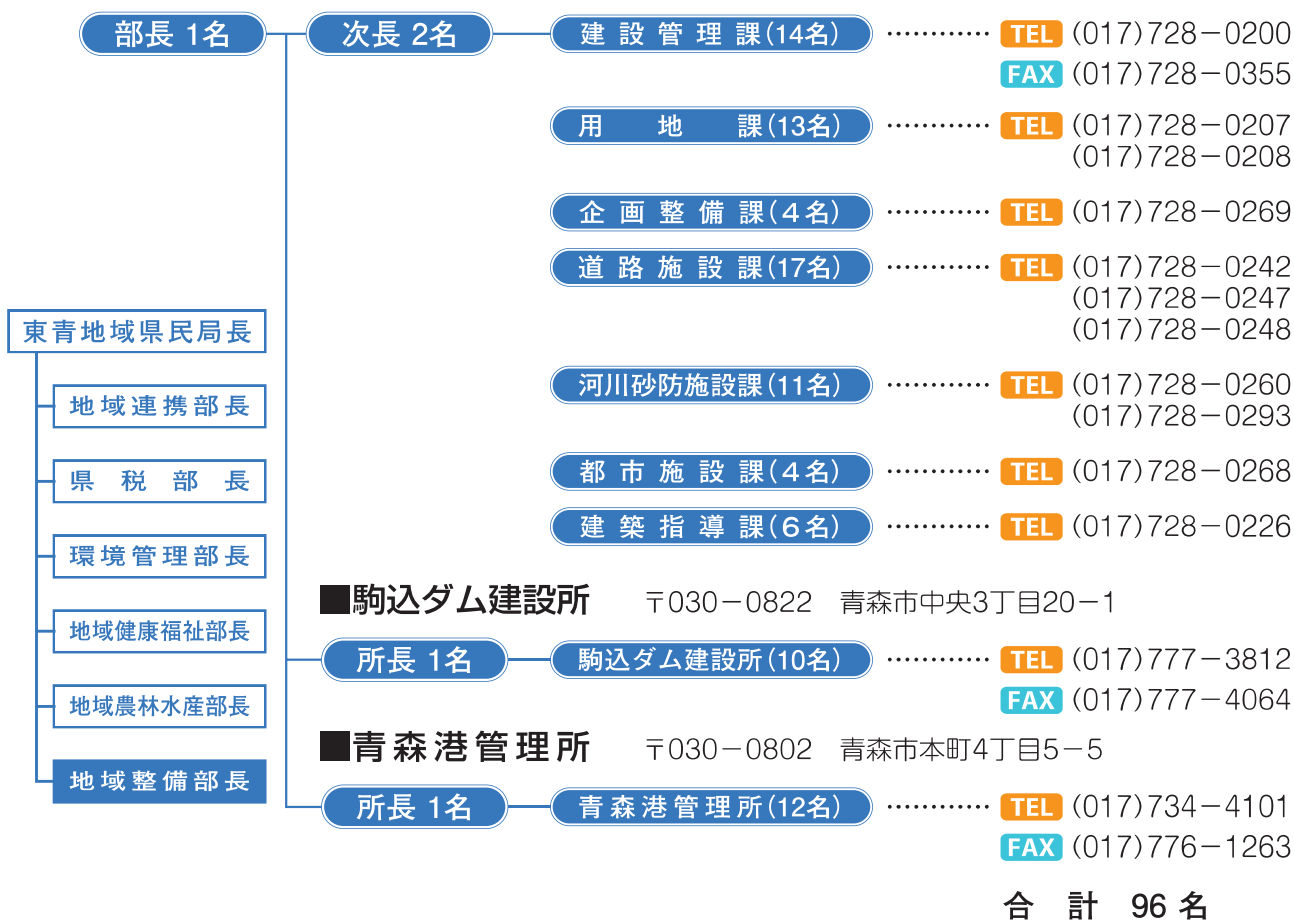 部長 1名
次長 2名
建設管理課(14名) ………… TEL (017)728－0200
FAX (017)728－0355
用地課(13名) ………… TEL (017)728－0207
(017)728－0208
企画整備課(4名) ………… TEL (017)728－0269
道路施設課(17名) ………… TEL (017)728－0242
(017)728－0247
(017)728－0248
河川砂防施設課(11名) ………… TEL (017)728－0260
(017)728－0293
都市施設課(4名) ………… TEL (017)728－0268
建築指導課(6名) ………… TEL (017)728－0226
東青地域県民局長
地域連携部長
県税部長
環境管理部長
地域健康福祉部長
地域農林水産部長
地域整備部長
■駒込ダム建設所 〒030－0822 青森市中央3丁目20－1
所長 1名
駒込ダム建設所(10名) ………… TEL (017)777－3812
FAX (017)777－4064
■青森港管理所 〒030－0802 青森市本町4丁目5－5
所長 1名
青森港管理所(12名) ………… TEL (017)734－4101
FAX (017)776－1263
合計 96名